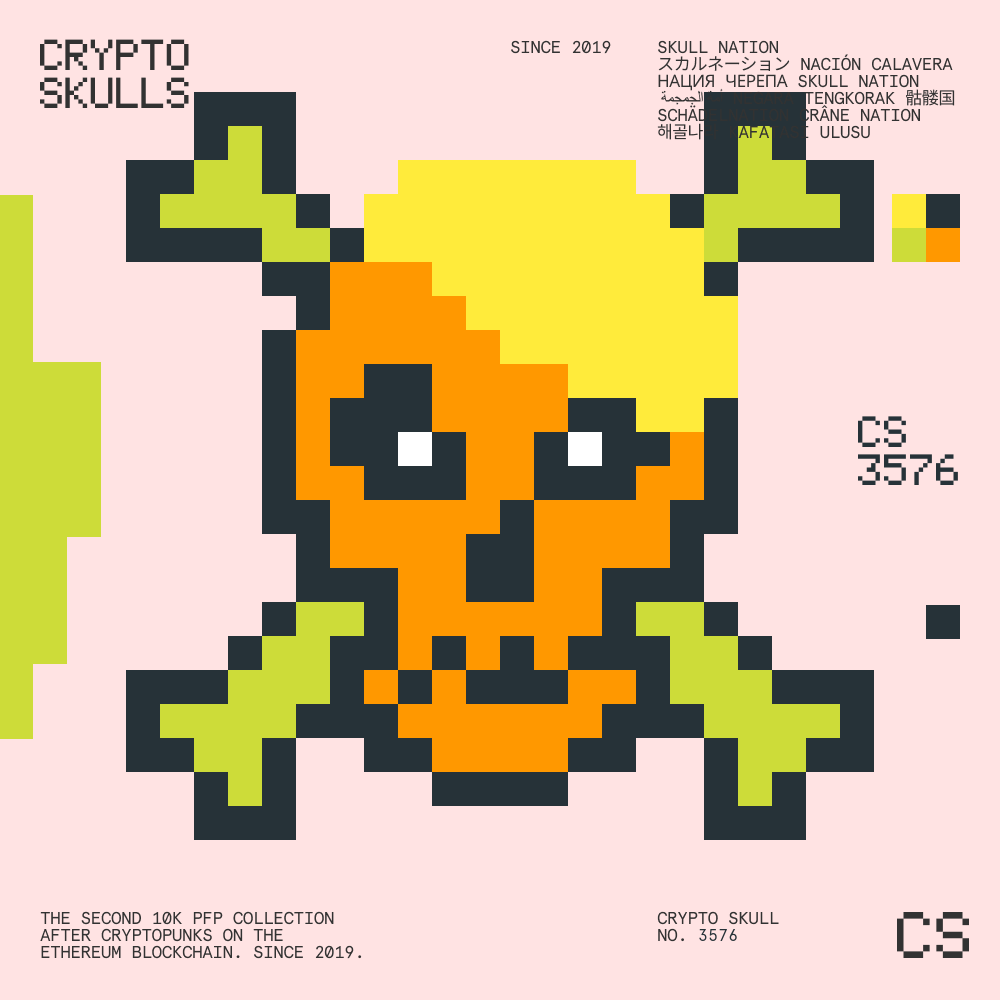 CRYPTO
SKULLS
SINCE 2019
SKULL NATION
スカルネーション NACIÓN CALAVERA
НАЦИЯ ЧЕРЕПА SKULL NATION
الجمجمة TENGKORAK 骷髅国
CRÂNE NATION
ULUSU
CS
3576
THE SECOND 10K PFP COLLECTION
AFTER CRYPTOPUNKS ON THE
ETHEREUM BLOCKCHAIN. SINCE 2019.
CRYPTO SKULL
NO. 3576
CS